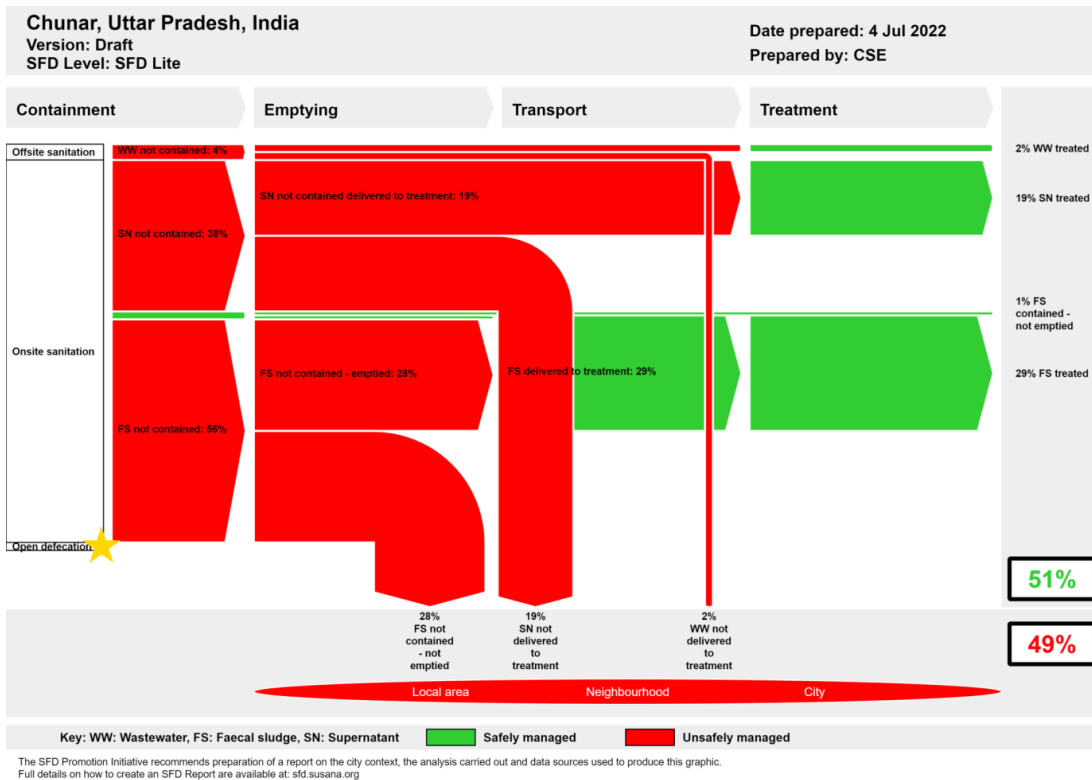 Chunar, Uttar Pradesh, India
Version: Draft
SFD Level: SFD Lite
Date prepared: 4 Jul 2022
Prepared by: CSE
Containment
Emptying
Transport
Treatment
Offsite sanitation
WW not contained: 4%
2% WW treated
SN not contained delivered to treatment: 19%
19% SN treated
SN not contained: 38%
1% FS
contained -
not emptied
Onsite sanitation
FS not contained - emptied: 28%
FS delivered to treatment: 29%
29% FS treated
FS not contained: 56%
Open defecation
51%
28%
FS not
contained
- not
emptied
19%
SN not
delivered
to
treatment
2%
WW not
delivered
to
treatment
49%
Local area
Neighbourhood
City
Key: WW: Wastewater, FS: Faecal sludge, SN: Supernatant
Safely managed
Unsafely managed
The SFD Promotion Initiative recommends preparation of a report on the city context, the analysis carried out and data sources used to produce this graphic.
Full details on how to create an SFD Report are available at: sfd.susana.org